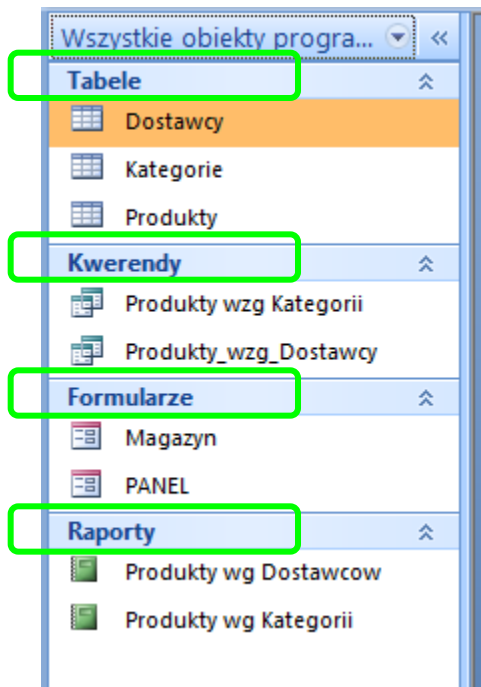 Wszystkie obiekty progra...
Tabele
Dostawcy
Kategorie
Produkty
Kwerendy
Produkty wzg Kategorii
Produkty_wzg_Dostawcy
Formularze
Magazyn
PANEL
Raporty
Produkty wg Dostawcow
Produkty wg Kategorii